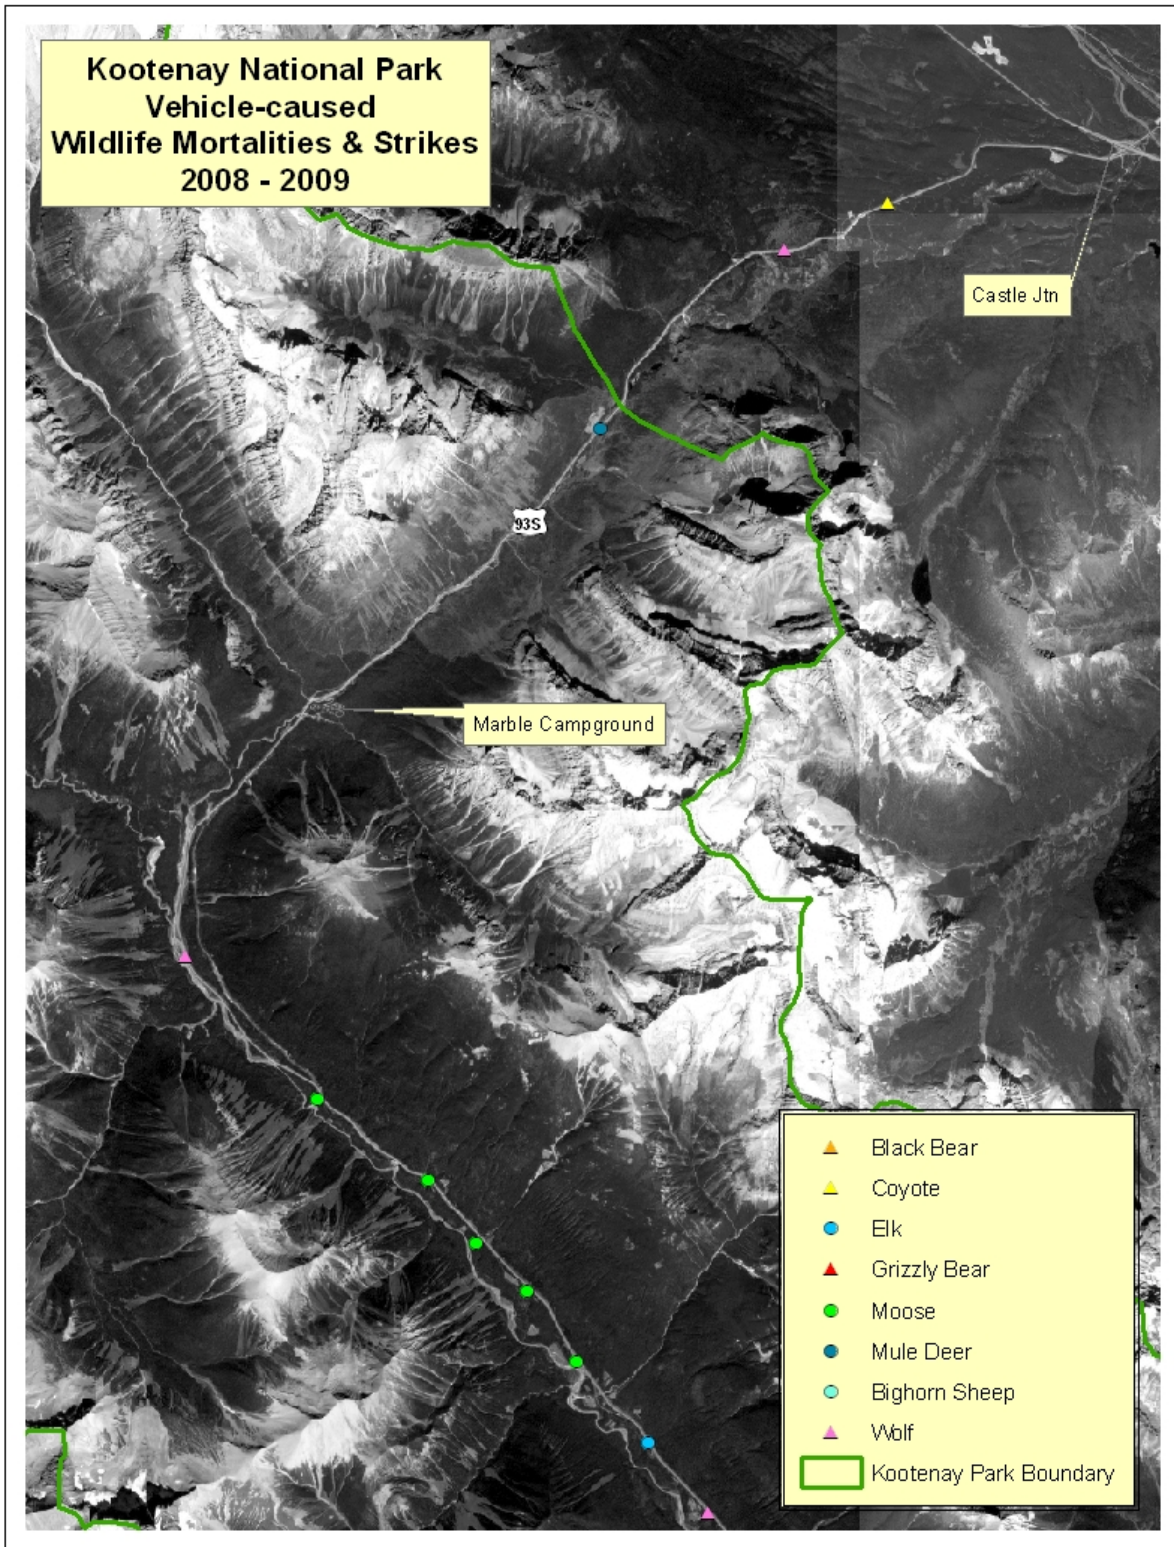 Kootenay National Park
Vehicle-caused
Wildlife Mortalities & Strikes
2008 - 2009
Castle Jtn
93S
Marble Campground
Black Bear
Coyote
Elk
Grizzly Bear
Moose
Mule Deer
Bighorn Sheep
Wolf
Kootenay Park Boundary